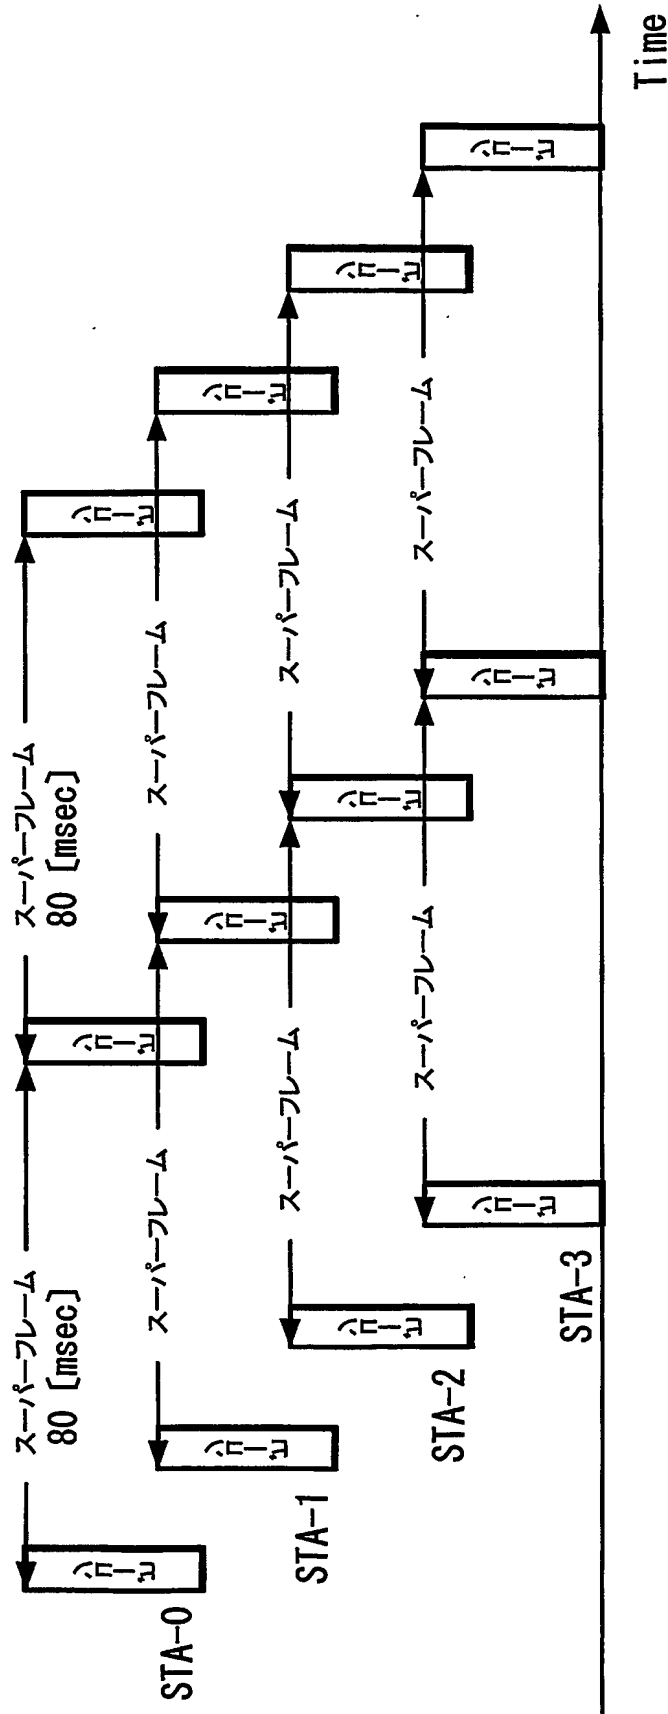 ビーコン
スーパーフレーム
80 [msec]
ビーコン
スーパーフレーム
80 [msec]
ビーコン
STA-0
ビーコン
スーパーフレーム
ビーコン
スーパーフレーム
ビーコン
STA-1
ビーコン
スーパーフレーム
ビーコン
スーパーフレーム
ビーコン
STA-2
ビーコン
スーパーフレーム
ビーコン
スーパーフレーム
ビーコン
STA-3
Time